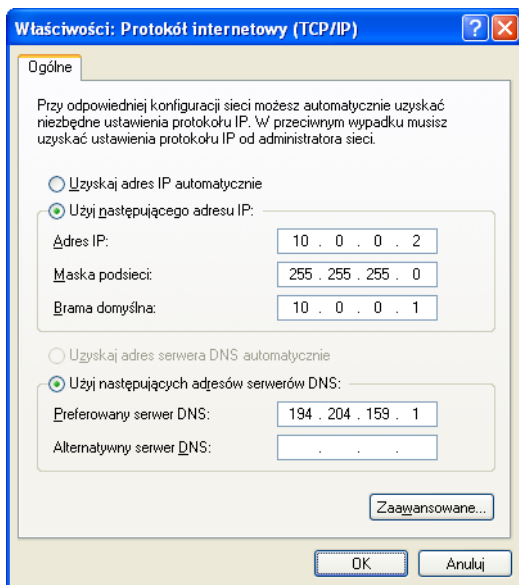 Właściwości: Protokół internetowy (TCP/IP)
Ogólne
Przy odpowiedniej konfiguracji sieci możesz automatycznie uzyskać
niezbędne ustawienia protokołu IP. W przeciwnym wypadku musisz
uzyskać ustawienia protokołu IP od administratora sieci.
Uzyskaj adres IP automatycznie
Użyj następującego adresu IP:
Adres IP: 10 . 0 . 0 . 2
Maska podsieci: 255 . 255 . 255 . 0
Brama domyślna: 10 . 0 . 0 . 1
Uzyskaj adres serwera DNS automatycznie
Użyj następujących adresów serwerów DNS:
Preferowany serwer DNS: 194 . 204 . 159 . 1
Alternatywny serwer DNS: . . .
Zaawansowane...
OK Anuluj